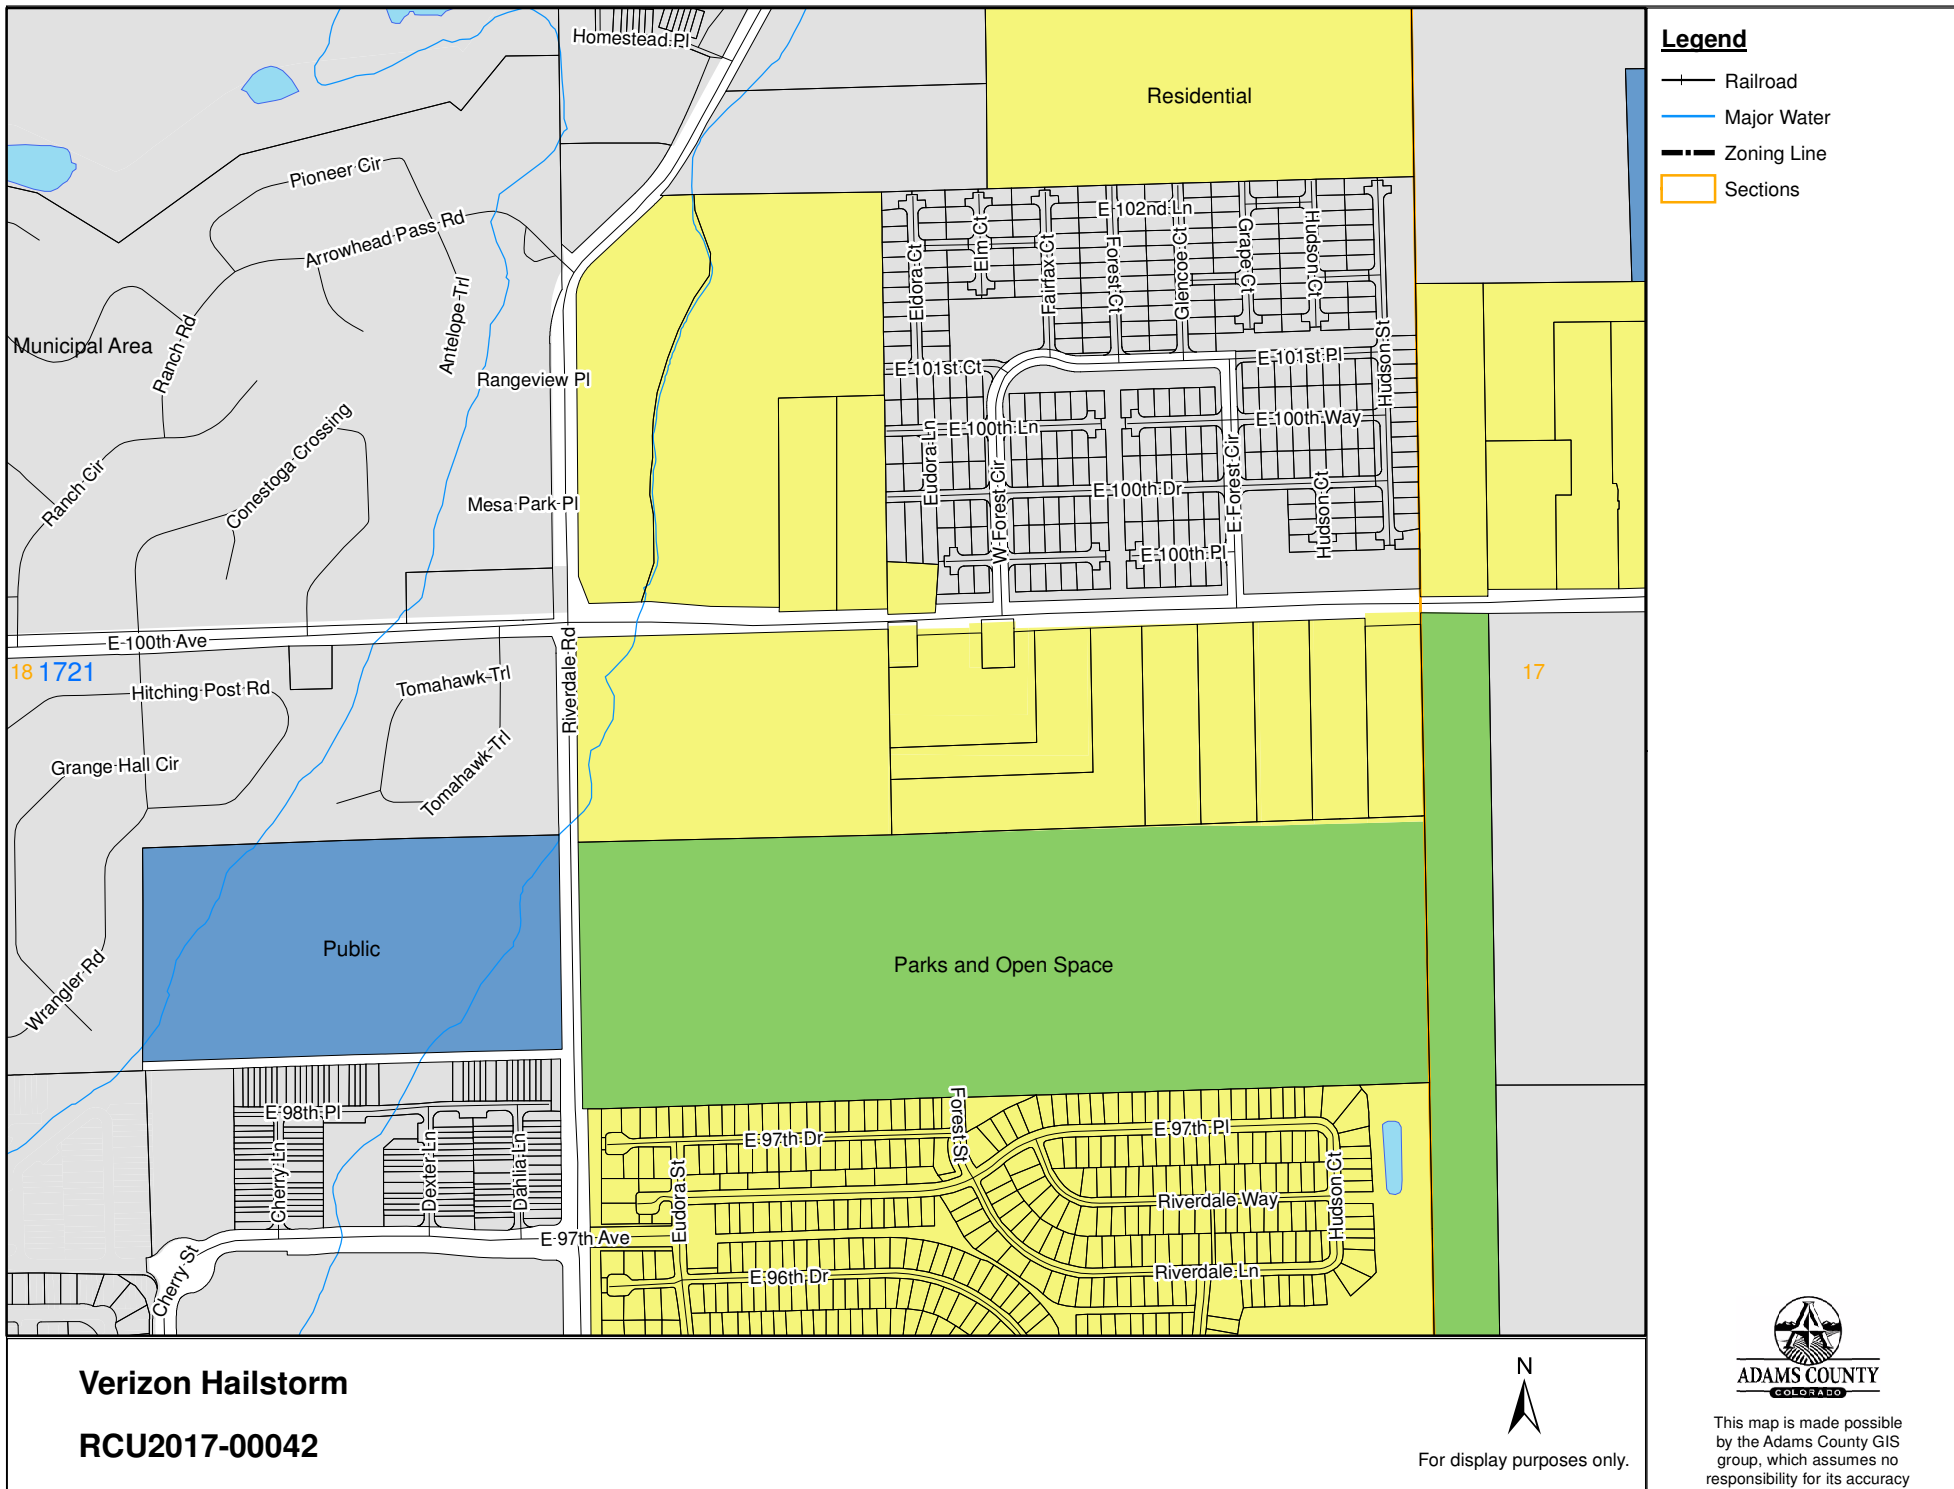 Homestead Pl
Residential
Pioneer Cir
Arrowhead Pass Rd
Antelope Trl
Ranch Rd
Municipal Area
Rangeview Pl
Conestoga Crossing
Ranch Cir
Mesa Park Pl
E 102nd Ln
Eldora Ct
Elm Ct
Fairfax Ct
Forest Ct
Glencoe Ct
Grape Ct
Hudson Ct
Hudson St
E 101st Ct
E 101st Pl
E 100th Ln
E 100th Way
Eudora Ln
W Forest Cir
E Forest Cir
E 100th Dr
Hudson Ct
E 100th Pl
E 100th Ave
18 1721
Hitching Post Rd
Tomahawk Trl
Riverdale Rd
17
Grange Hall Cir
Tomahawk Trl
Public
Parks and Open Space
Wrangler Rd
E 98th Pl
Cherry Ln
Dexter Ln
Dahlia Ln
E 97th Dr
Forest St
E 97th Pl
Eudora St
Riverdale Way
Hudson Ct
E 97th Ave
Cherry St
E 96th Dr
Riverdale Ln
Legend
Railroad
Major Water
Zoning Line
Sections
Verizon Hailstorm
RCU2017-00042
N
For display purposes only.
A
ADAMS COUNTY
COLORADO
This map is made possible
by the Adams County GIS
group, which assumes no
responsibility for its accuracy